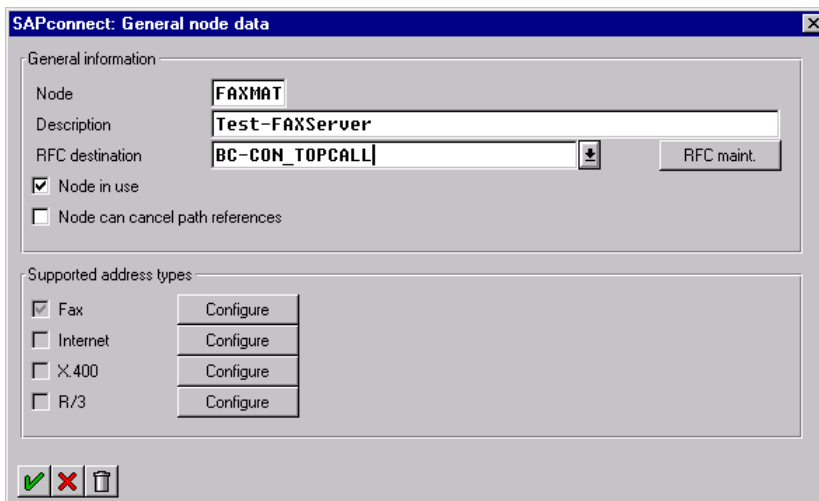 SAPconnect: General node data
General information
Node FAXMAT
Description Test-FAXServer
RFC destination BC-CON_TOPCALL RFC maint.
Node in use
Node can cancel path references
Supported address types
Fax Configure
Internet Configure
X.400 Configure
R/3 Configure